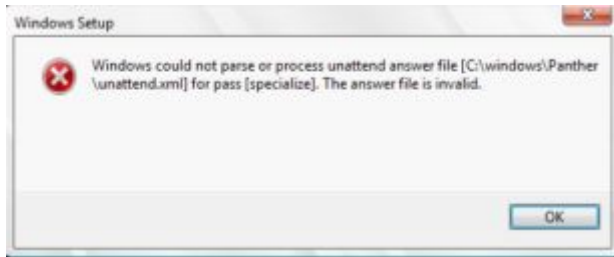 Windows Setup
Windows could not parse or process unattend answer file [C:\windows\Panther
\unattend.xml] for pass [specialize]. The answer file is invalid.
OK